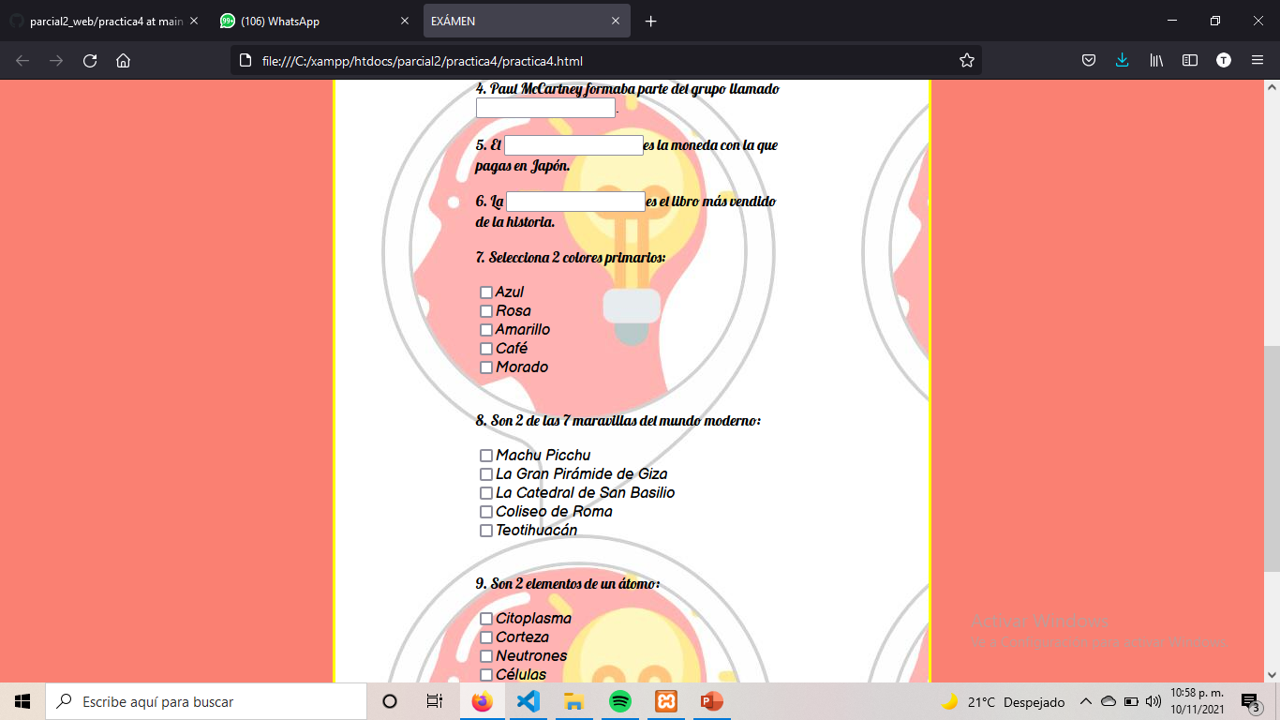 parcial2_web/practica4 at main
99+
(106) WhatsApp
EXÁMEN
file:///C:/xampp/htdocs/parcial2/practica4/practica4.html
T
4. Paul McCartney formaba parte del grupo llamado
.
5. El es la moneda con la que
pagas en Japón.
6. La es el libro más vendido
de la historia.
7. Selecciona 2 colores primarios:
Azul
Rosa
Amarillo
Café
Morado
8. Son 2 de las 7 maravillas del mundo moderno:
Machu Picchu
La Gran Pirámide de Giza
La Catedral de San Basilio
Coliseo de Roma
Teotihuacán
9. Son 2 elementos de un átomo:
Citoplasma
Corteza
Neutrones
Células
Activar Windows
Ve a Configuración para activar Windows.
Escribe aquí para buscar
21°C Despejado
10:58 p. m.
10/11/2021
3